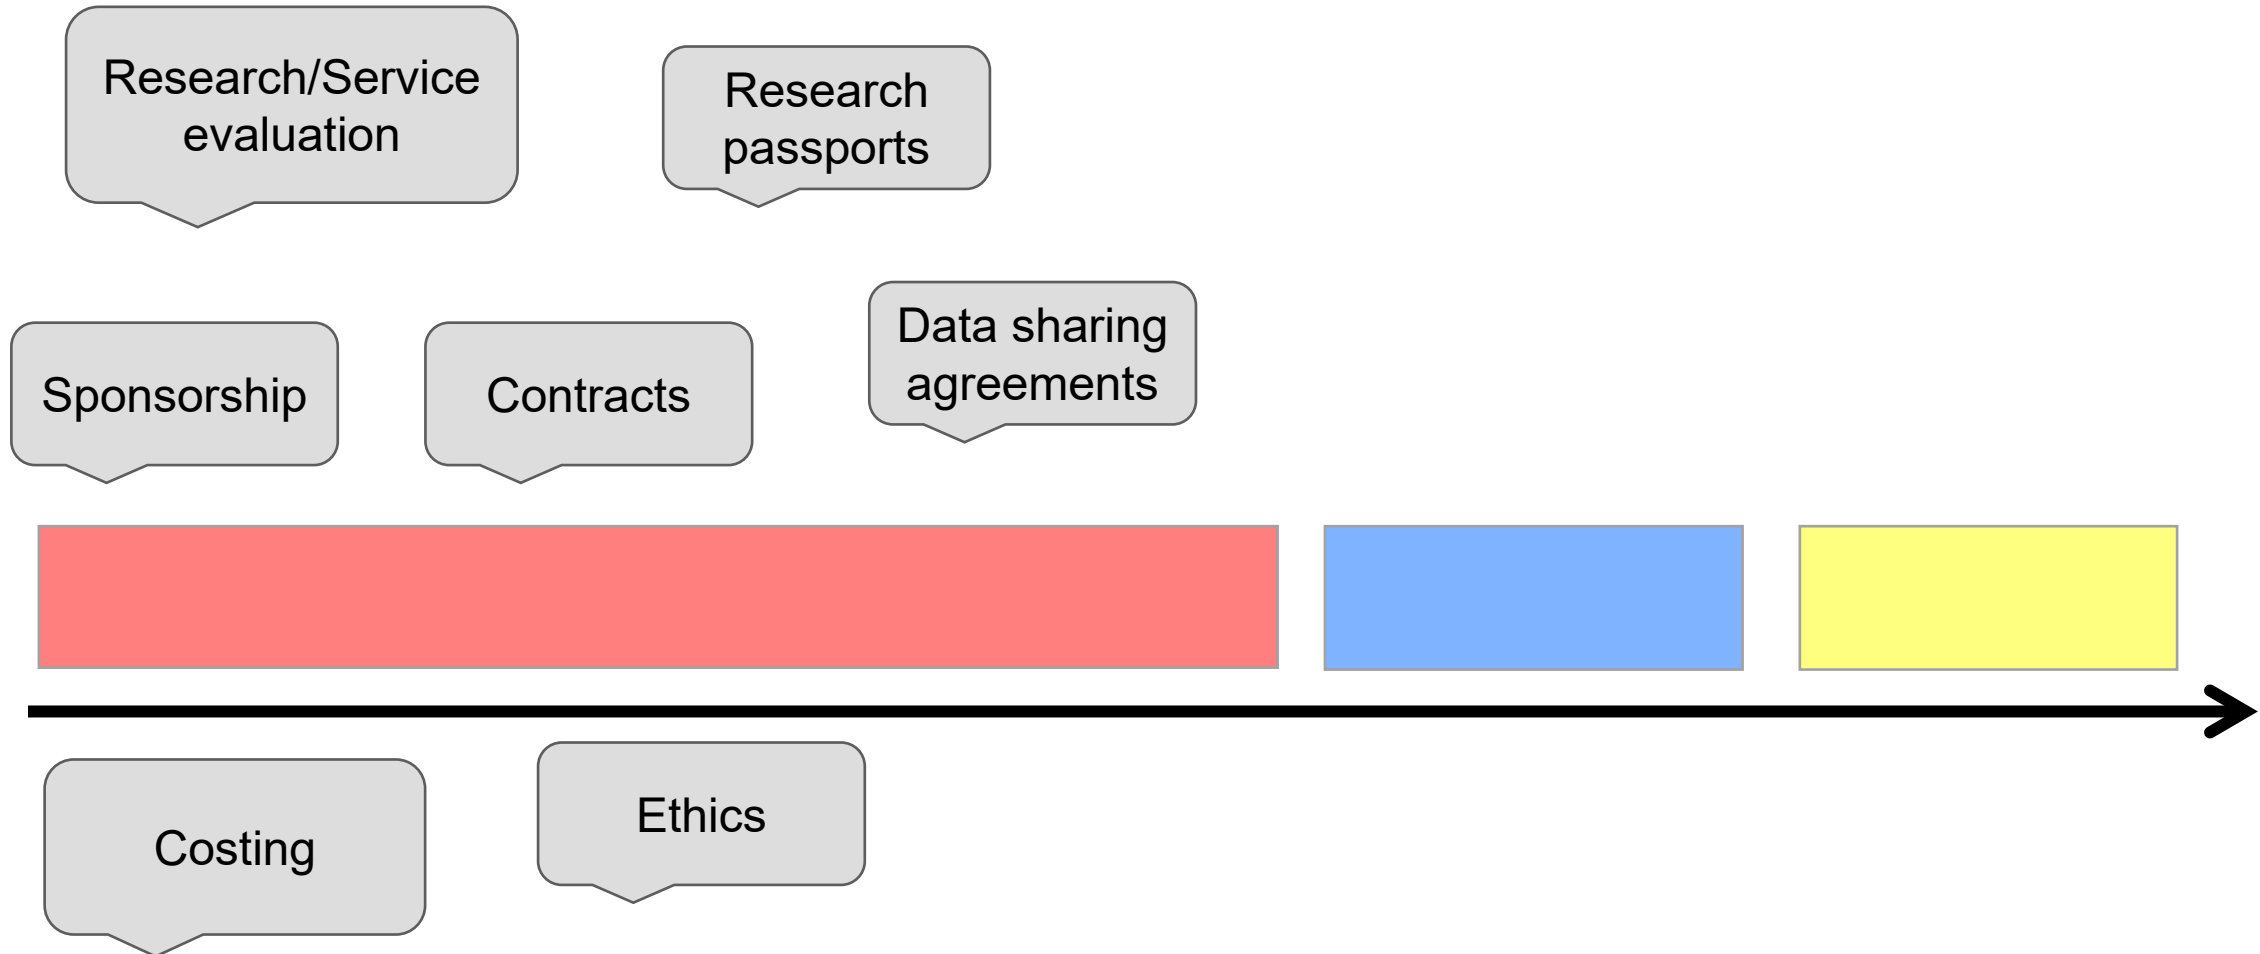 Research/Service
evaluation
Research
passports
Sponsorship
Contracts
Data sharing
agreements
Costing
Ethics